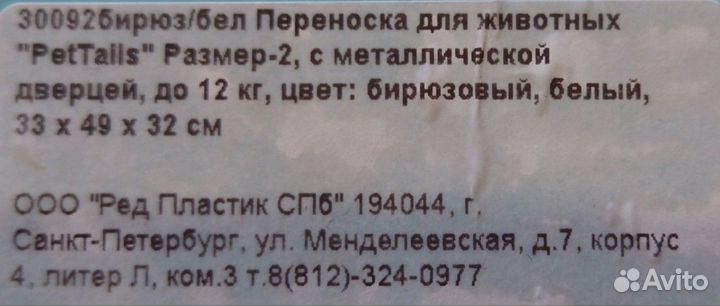 30092бирюз/бел Переноска для животных
"PetTails" Размер-2, с металлической
дверцей, до 12 кг, цвет: бирюзовый, белый,
33 x 49 x 32 см
ООО "Ред Пластик СПб" 194044, г.
Санкт-Петербург, ул. Менделеевская, д.7, корпус
4, литер Л, ком.3 т.8(812)-324-0977
Avito